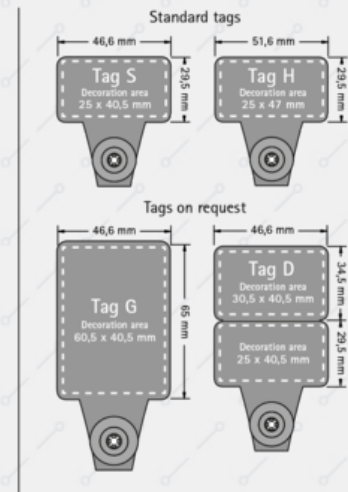 Standard tags
46,6 mm
51,6 mm
Tag S
Decoration area
25 x 40,5 mm
29,5 mm
Tag H
Decoration area
25 x 47 mm
29,5 mm
Tags on request
46,6 mm
46,6 mm
Tag G
Decoration area
60,5 x 40,5 mm
65 mm
Tag D
Decoration area
30,5 x 40,5 mm
34,5 mm
Decoration area
25 x 40,5 mm
29,5 mm